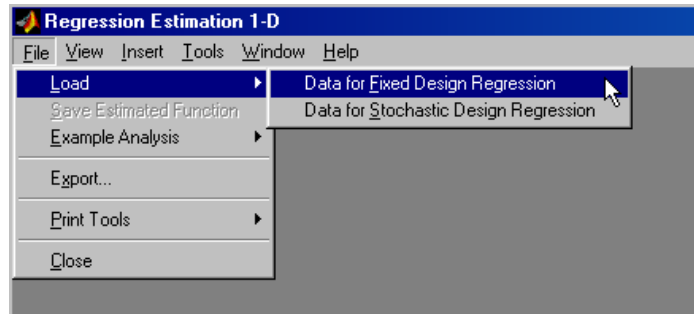 Regression Estimation 1-D
File View Insert Tools Window Help
Load
Data for Fixed Design Regression
Save Estimated Function
Data for Stochastic Design Regression
Example Analysis
Export...
Print Tools
Close